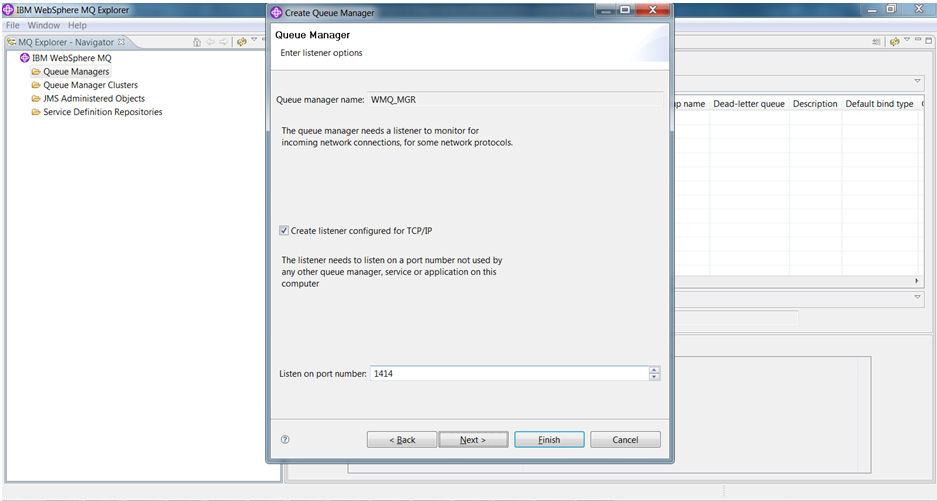 IBM WebSphere MQ Explorer
File Window Help
MQ Explorer - Navigator
IBM WebSphere MQ
Queue Managers
Queue Manager Clusters
JMS Administered Objects
Service Definition Repositories
Create Queue Manager
Queue Manager
Enter listener options
Queue manager name: WMQ_MGR
The queue manager needs a listener to monitor for
incoming network connections, for some network protocols.
Create listener configured for TCP/IP
The listener needs to listen on a port number not used by
any other queue manager, service or application on this
computer
Listen on port number: 1414
?
< Back Next > Finish Cancel
name Dead-letter queue Description Default bind type